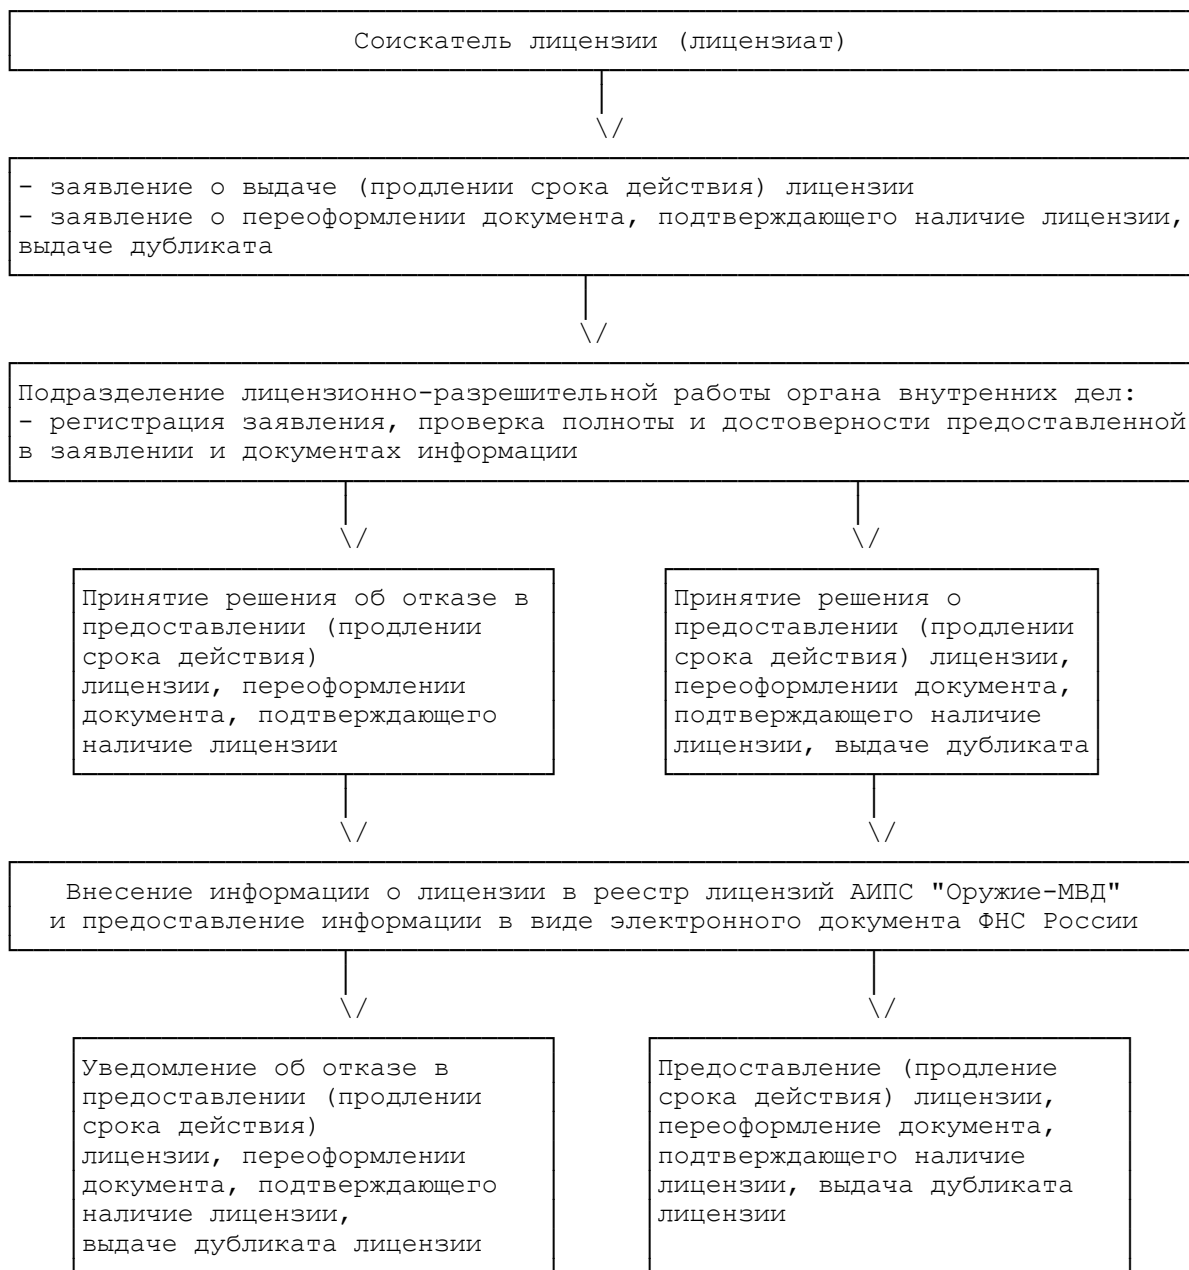 Соискатель лицензии (лицензиат)
\/
- заявление о выдаче (продлении срока действия) лицензии
- заявление о переоформлении документа, подтверждающего наличие лицензии,
выдаче дубликата
\/
Подразделение лицензионно-разрешительной работы органа внутренних дел:
- регистрация заявления, проверка полноты и достоверности предоставленной
в заявлении и документах информации
\/ \/
Принятие решения об отказе в
предоставлении (продлении
срока действия)
лицензии, переоформлении
документа, подтверждающего
наличие лицензии
Принятие решения о
предоставлении (продлении
срока действия) лицензии,
переоформлении документа,
подтверждающего наличие
лицензии, выдаче дубликата
\/ \/
Внесение информации о лицензии в реестр лицензий АИПС "Оружие-МВД"
и предоставление информации в виде электронного документа ФНС России
\/ \/
Уведомление об отказе в
предоставлении (продлении
срока действия)
лицензии, переоформлении
документа, подтверждающего
наличие лицензии,
выдаче дубликата лицензии
Предоставление (продление
срока действия) лицензии,
переоформление документа,
подтверждающего наличие
лицензии, выдача дубликата
лицензии